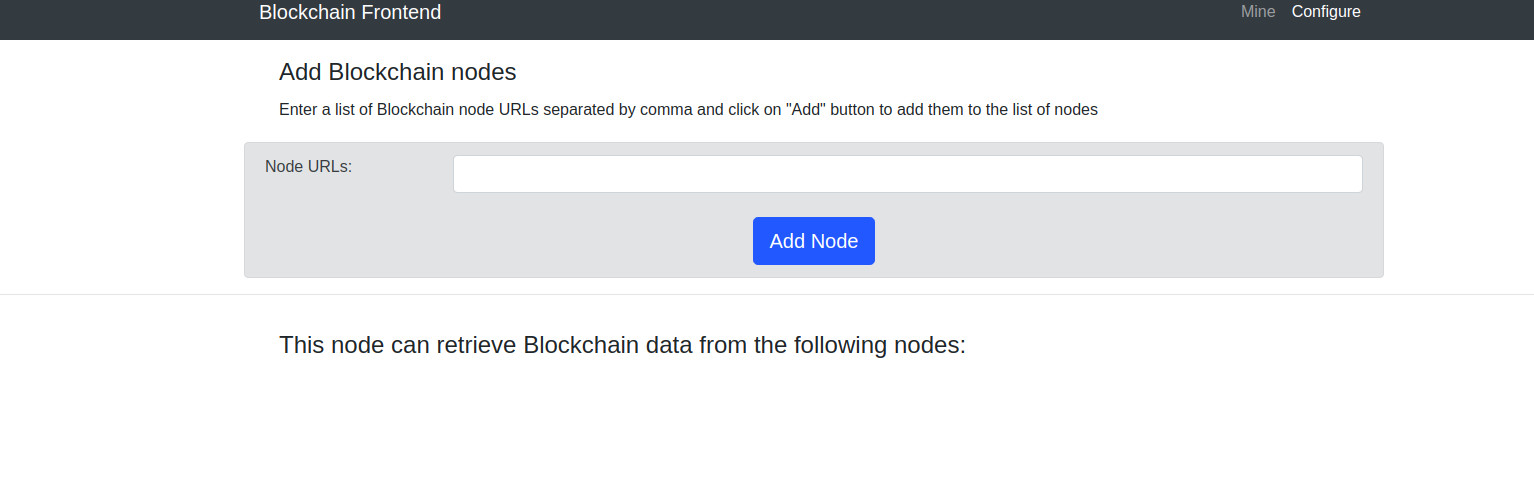 Blockchain Frontend Mine Configure
Add Blockchain nodes
Enter a list of Blockchain node URLs separated by comma and click on "Add" button to add them to the list of nodes
Node URLs:
Add Node
This node can retrieve Blockchain data from the following nodes: